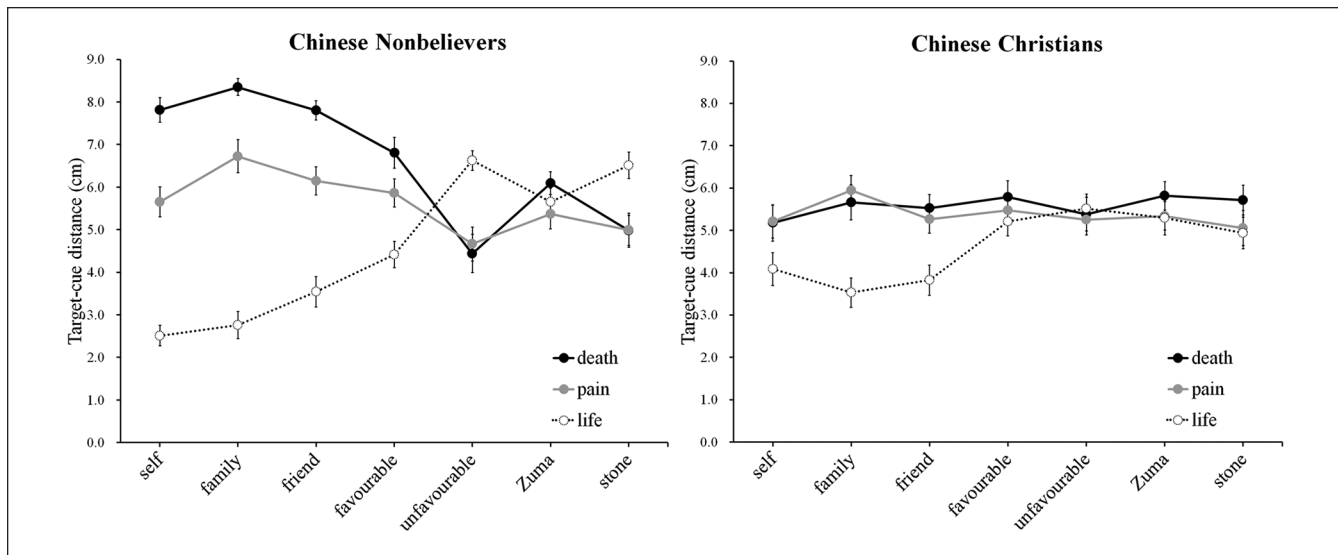 Chinese Nonbelievers
9.0
8.0
7.0
6.0
5.0
4.0
3.0
2.0
1.0
0.0
Target-cue distance (cm)
death
pain
life
self
family
friend
favourable
unfavourable
Zuma
stone
Chinese Christians
9.0
8.0
7.0
6.0
5.0
4.0
3.0
2.0
1.0
0.0
Target-cue distance (cm)
death
pain
life
self
family
friend
favourable
unfavourable
Zuma
stone